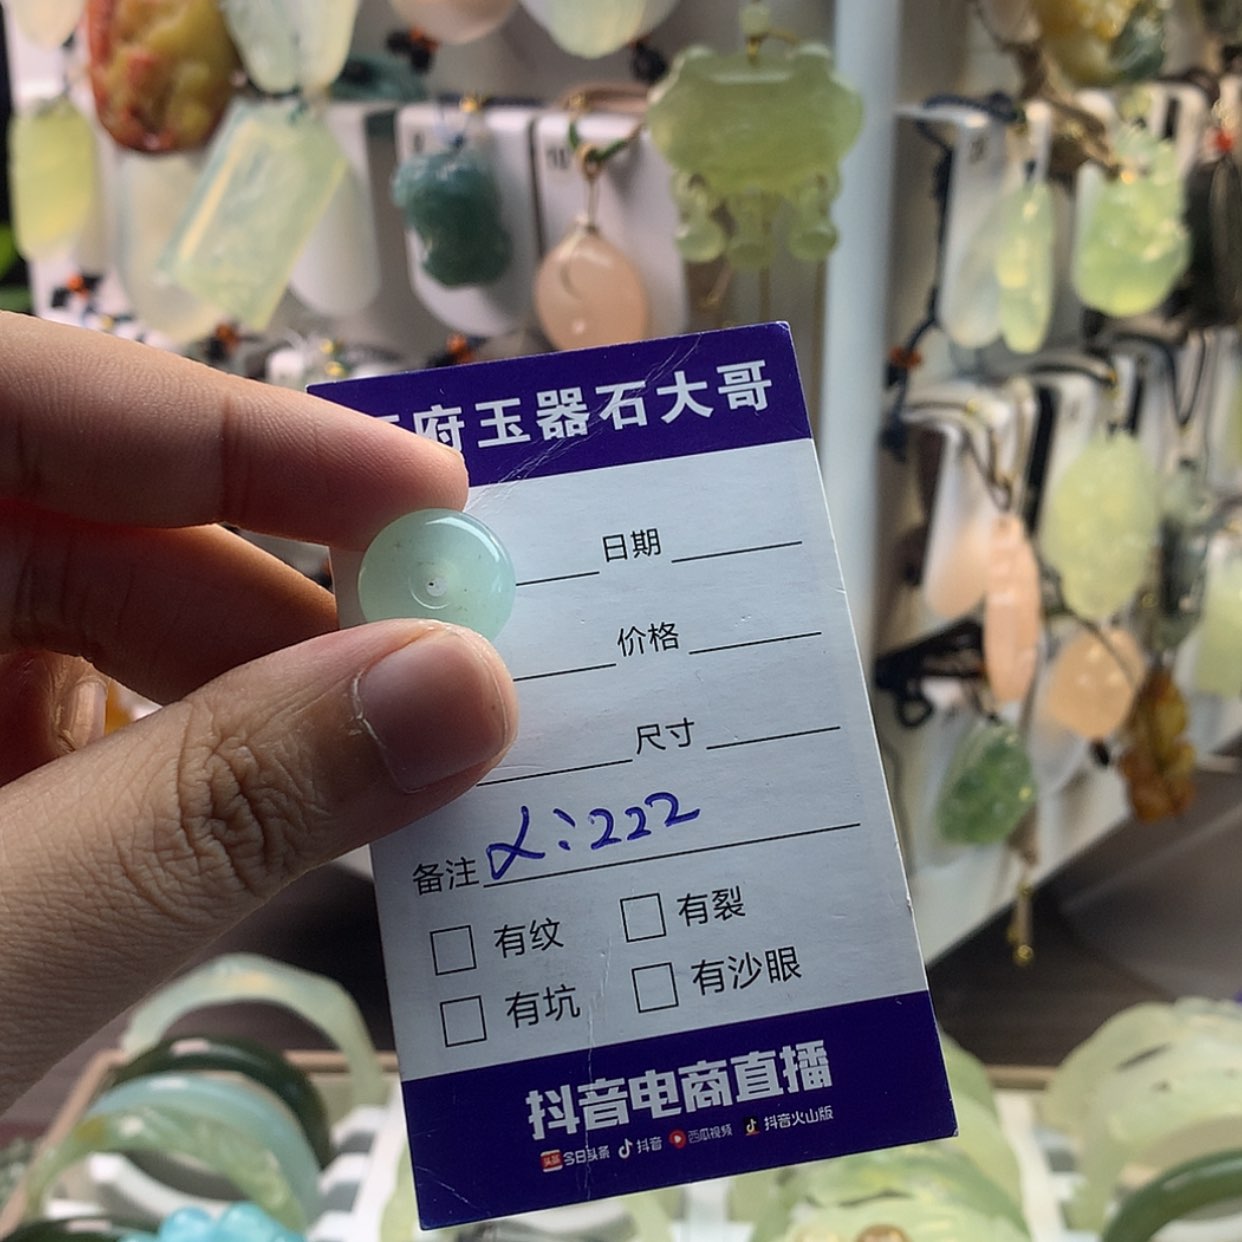 府玉器石大哥
日期
价格
尺寸
备注 α:222
有纹 有裂
有坑 有沙眼
抖音电商直播
头条 今日头条 抖音 西瓜视频 抖音火山版